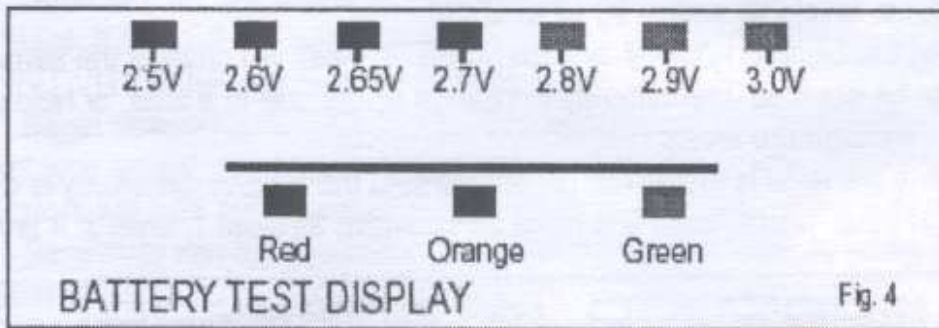 2.5V 2.6V 2.65V 2.7V 2.8V 2.9V 3.0V
Red Orange Green
BATTERY TEST DISPLAY Fig. 4